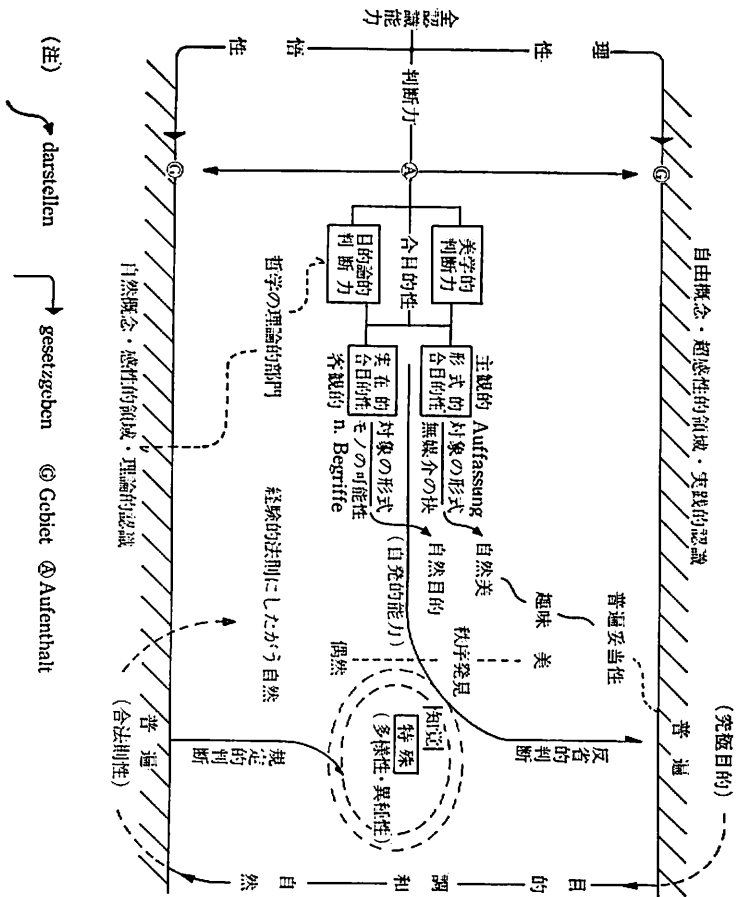 全認識能力
理性
悟性
判断力
Ⓖ
Ⓐ
Ⓖ
自由概念・超感性的領域・実践的認識
美学的判断力
合目的性
目的論的判断力
哲学の理論的部門
自然概念・感性的領域・理論的認識
主観的 Auffassung
形式的合目的性
対象の形式
無媒介の快
実在的合目的性
対象の形式
モノの可能性
客観的 n. Begriffe
自然美
趣味
普遍妥当性
自然目的
(自発的能力)
経験的法則にしたがう自然
美
秩序発見
偶然
(究極目的)
普遍
反省的判断
知覚
特殊
(多様性・異種性)
規定的判断
普遍
(合法則性)
目的
調和
自然
(注)
darstellen
gesetzgeben
Ⓖ Gebiet
Ⓐ Aufenthalt